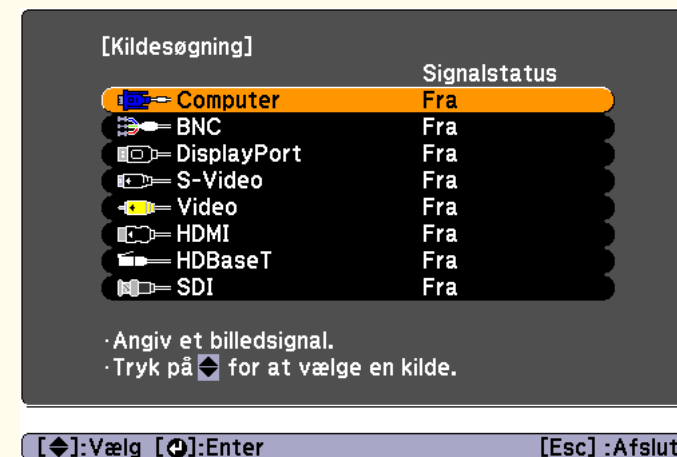 [Kildesøgning]
Signalstatus
Computer Fra
BNC Fra
DisplayPort Fra
S-Video Fra
Video Fra
HDMI Fra
HDBaseT Fra
SDI Fra
·Angiv et billedsignal.
·Tryk på for at vælge en kilde.
[]:Vælg []:Enter [Esc] :Afslut